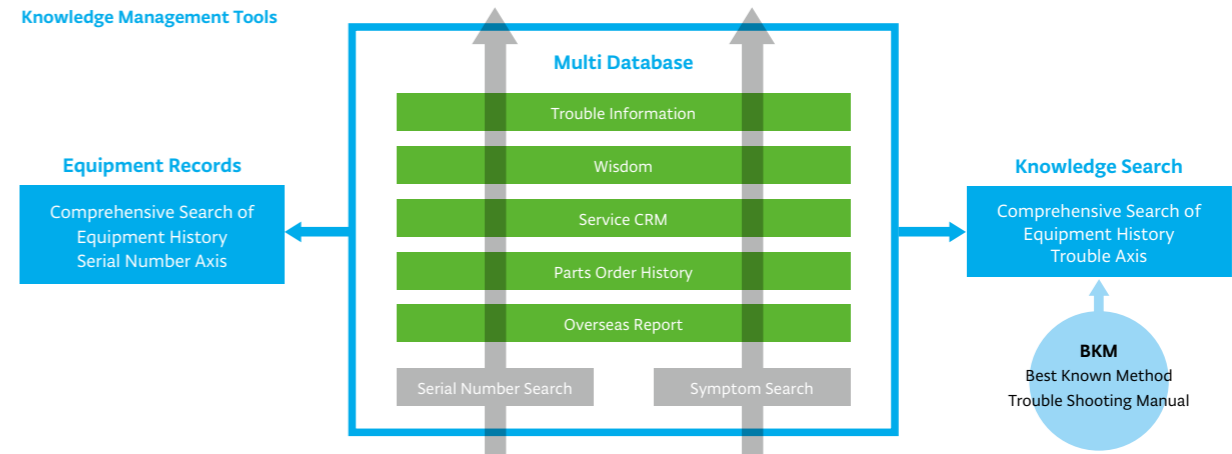 Knowledge Management Tools
Multi Database
Trouble Information
Wisdom
Service CRM
Parts Order History
Overseas Report
Serial Number Search
Symptom Search
Equipment Records
Comprehensive Search of
Equipment History
Serial Number Axis
Knowledge Search
Comprehensive Search of
Equipment History
Trouble Axis
BKM
Best Known Method
Trouble Shooting Manual